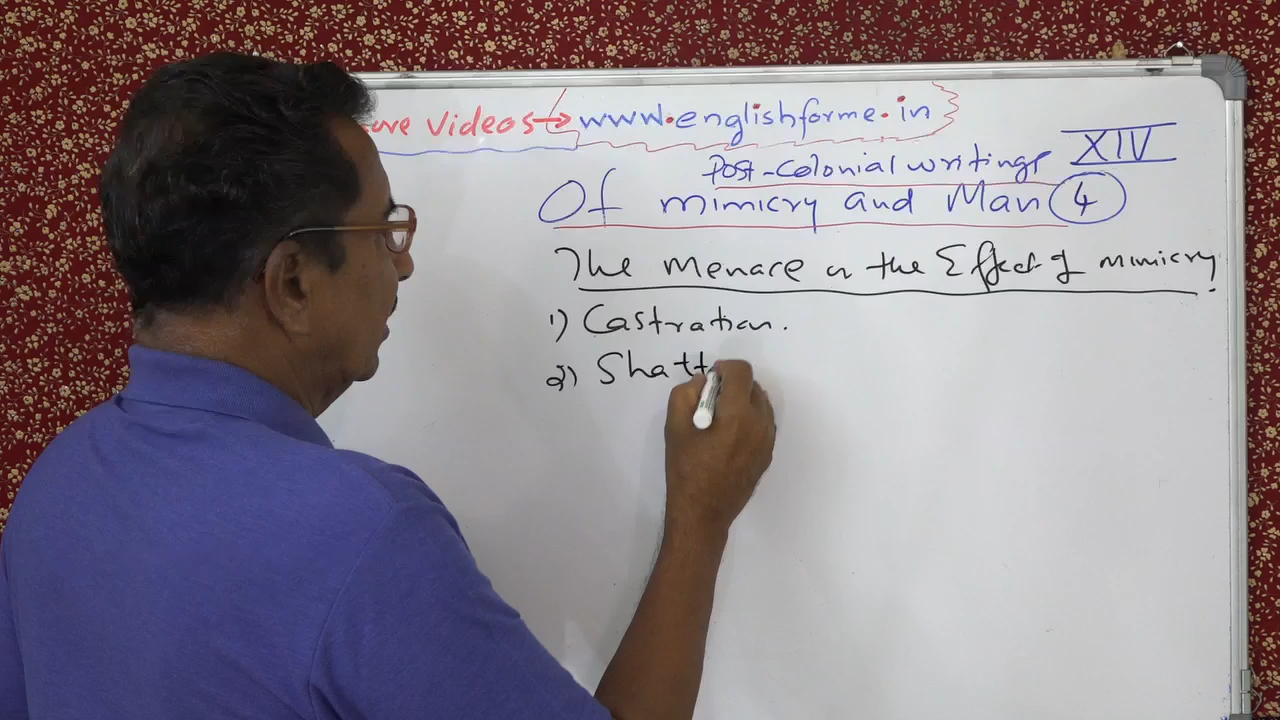 ore Videos → www.englishforme.in
Post-Colonial writings XIV
Of mimicry and Man 4
The Menace or the Effect of mimicry
1) Castration.
2) Shatt